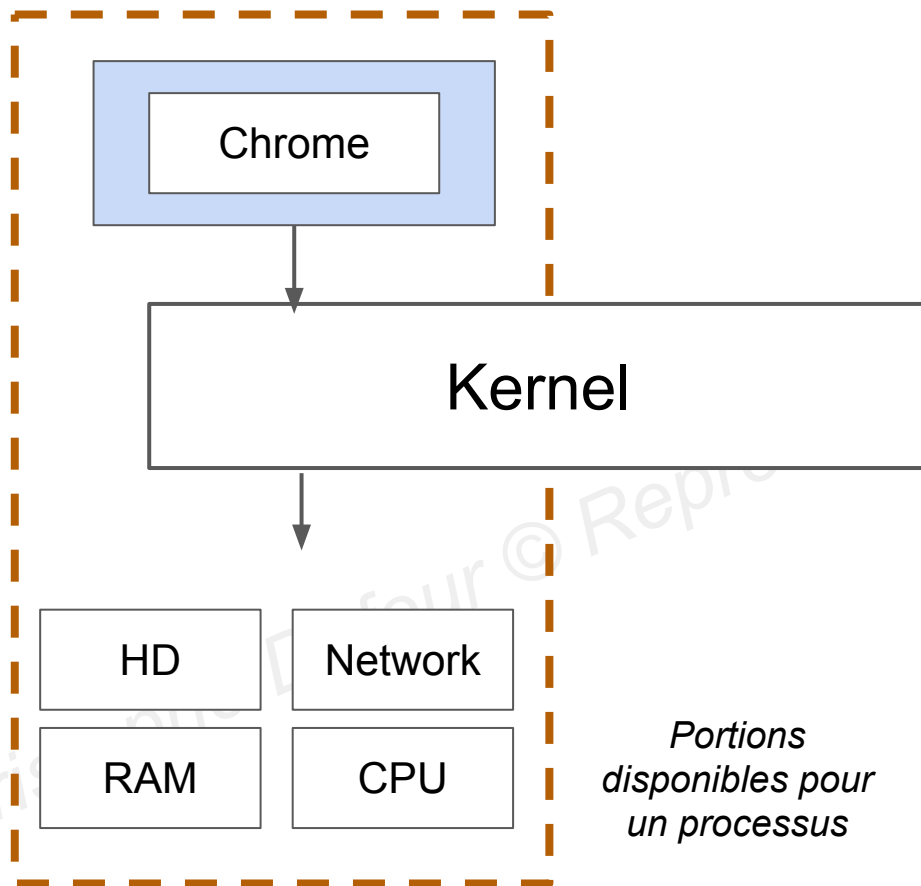 Chrome
Kernel
HD
Network
RAM
CPU
Portions
disponibles pour
un processus